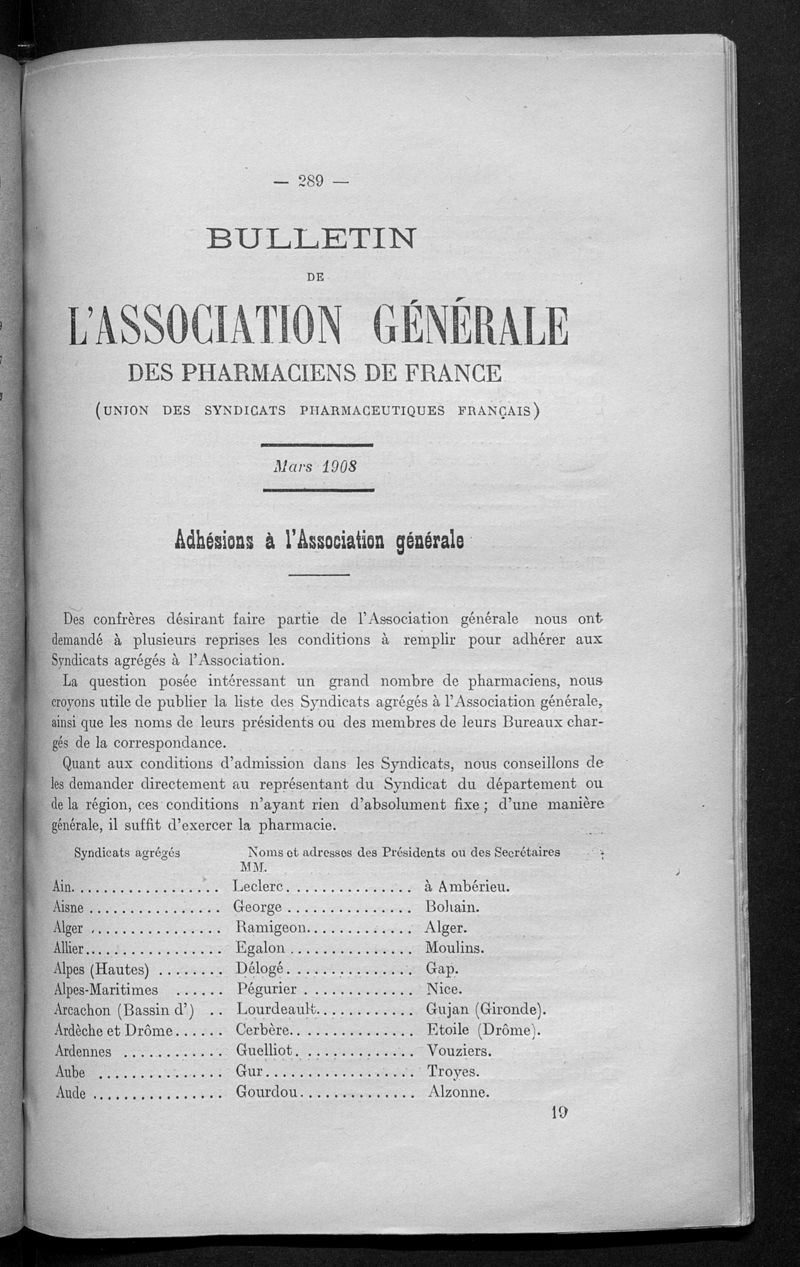 — 289 —
BULLETIN
DE
L'ASSOCIATION GÉNÉRALE
DES PHARMACIENS DE FRANCE
(UNION DES SYNDICATS PHARMACEUTIQUES FRANÇAIS)
Mars 1908
Adhésions à l'Association générale
Des confrères désirant faire partie de l'Association générale nous ont
demandé à plusieurs reprises les conditions à remplir pour adhérer aux
Syndicats agrégés à l'Association.
La question posée intéressant un grand nombre de pharmaciens, nous
croyons utile de publier la liste des Syndicats agrégés à l'Association générale,
ainsi que les noms de leurs présidents ou des membres de leurs Bureaux char-
gés de la correspondance.
Quant aux conditions d'admission dans les Syndicats, nous conseillons de
les demander directement au représentant du Syndicat du département ou
de la région, ces conditions n'ayant rien d'absolument fixe ; d'une manière
générale, il suffit d'exercer la pharmacie.
Syndicats agrégés Noms et adresses des Présidents ou des Secrétaires
MM.
Ain. . . . . . . . . . . . . . . . . Leclerc. . . . . . . . . . . . . . à Ambérieu.
Aisne . . . . . . . . . . . . . . . . George . . . . . . . . . . . . . . Bohain.
Alger . . . . . . . . . . . . . . . . Ramigeon. . . . . . . . . . . . Alger.
Allier. . . . . . . . . . . . . . . . Egalon . . . . . . . . . . . . . . Moulins.
Alpes (Hautes) . . . . . . . . Délogé. . . . . . . . . . . . . . Gap.
Alpes-Maritimes . . . . . . Pégurier . . . . . . . . . . . . Nice.
Arcachon (Bassin d') . . Lourdeault. . . . . . . . . . . Gujan (Gironde).
Ardèche et Drôme. . . . . . Cerbère. . . . . . . . . . . . . . Etoile (Drôme).
Ardennes . . . . . . . . . . . . Guelliot. . . . . . . . . . . . . Vouziers.
Aube . . . . . . . . . . . . . . . Gur. . . . . . . . . . . . . . . . . Troyes.
Aude . . . . . . . . . . . . . . . . Gourdou. . . . . . . . . . . . . Alzonne.
19